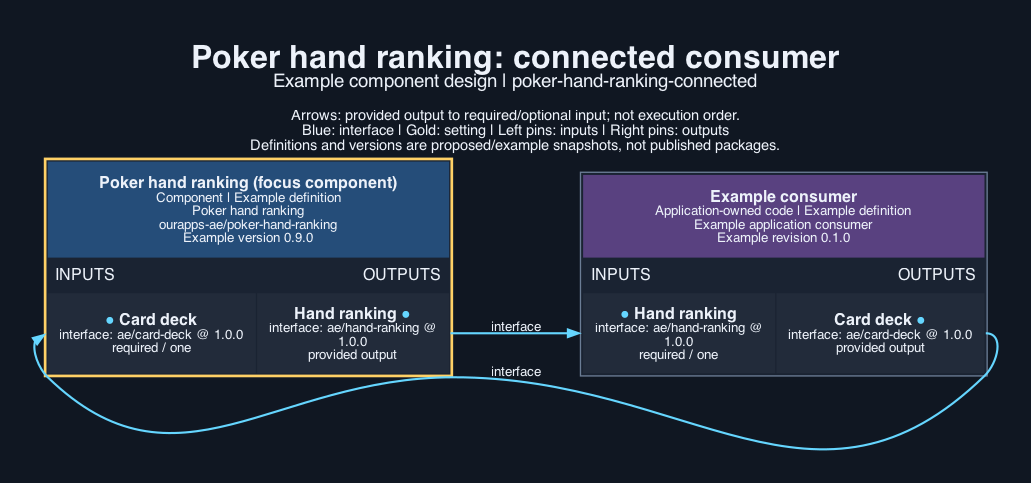 Poker hand ranking: connected consumer
Example component design | poker-hand-ranking-connected
Arrows: provided output to required/optional input; not execution order.
Blue: interface | Gold: setting | Left pins: inputs | Right pins: outputs
Definitions and versions are proposed/example snapshots, not published packages.
Poker hand ranking (focus component)
Component | Example definition
Poker hand ranking
ourapps-ae/poker-hand-ranking
Example version 0.9.0
INPUTS
OUTPUTS
● Card deck
interface: ae/card-deck @ 1.0.0
required / one
Hand ranking ●
interface: ae/hand-ranking @
1.0.0
provided output
interface
interface
Example consumer
Application-owned code | Example definition
Example application consumer
Example revision 0.1.0
INPUTS
OUTPUTS
● Hand ranking
interface: ae/hand-ranking @
1.0.0
required / one
Card deck ●
interface: ae/card-deck @ 1.0.0
provided output